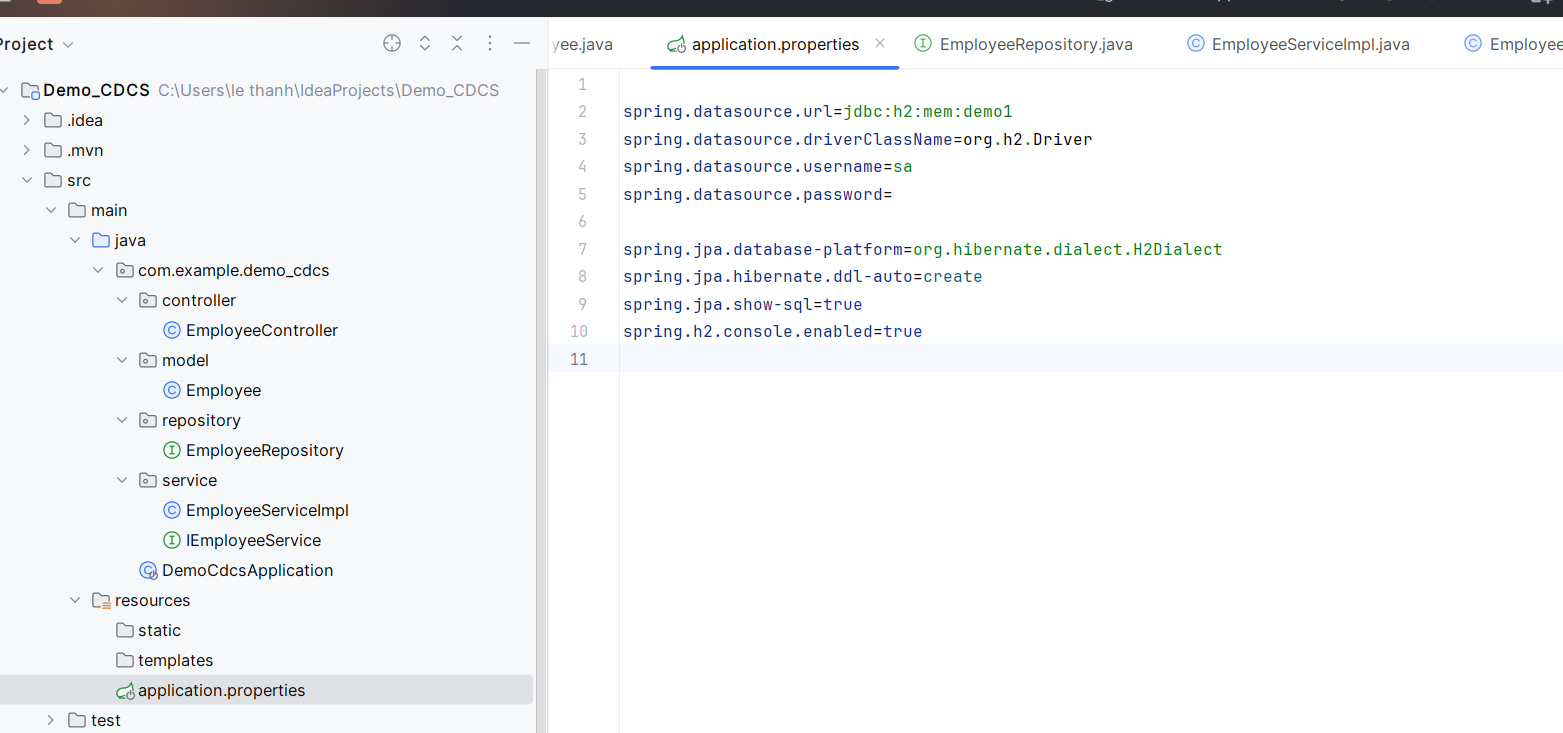 Project
yee.java
application.properties
EmployeeRepository.java
EmployeeServiceImpl.java
Employee
Demo_CDCS C:\Users\le thanh\IdeaProjects\Demo_CDCS
.idea
.mvn
src
main
java
com.example.demo_cdcs
controller
EmployeeController
model
Employee
repository
EmployeeRepository
service
EmployeeServiceImpl
IEmployeeService
DemoCdcsApplication
resources
static
templates
application.properties
test
1
2 spring.datasource.url=jdbc:h2:mem:demo1
3 spring.datasource.driverClassName=org.h2.Driver
4 spring.datasource.username=sa
5 spring.datasource.password=
6
7 spring.jpa.database-platform=org.hibernate.dialect.H2Dialect
8 spring.jpa.hibernate.ddl-auto=create
9 spring.jpa.show-sql=true
10 spring.h2.console.enabled=true
11